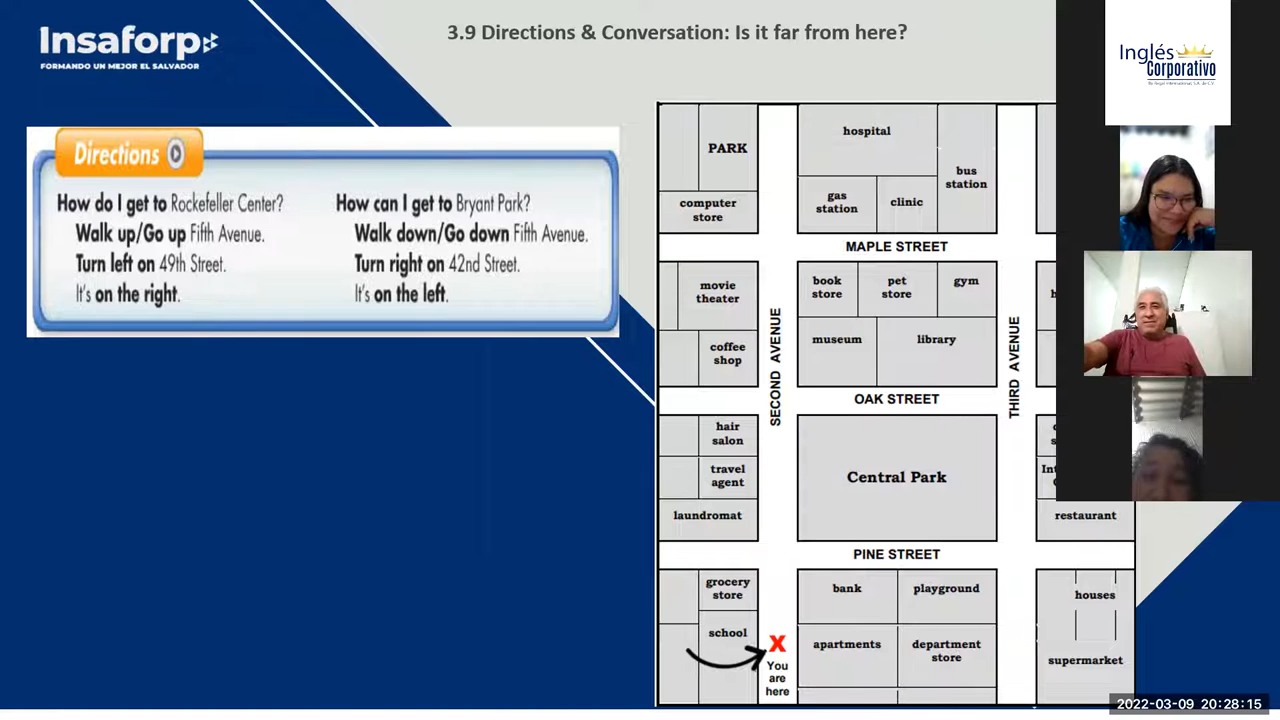 Insaforp
FORMANDO UN MEJOR EL SALVADOR
3.9 Directions & Conversation: Is it far from here?
Inglés
Corporativo
Directions
How do I get to Rockefeller Center?
Walk up/Go up Fifth Avenue.
Turn left on 49th Street.
It's on the right.
How can I get to Bryant Park?
Walk down/Go down Fifth Avenue.
Turn right on 42nd Street.
It's on the left.
PARK
computer
store
hospital
gas
station
clinic
bus
station
MAPLE STREET
movie
theater
coffee
shop
SECOND AVENUE
book
store
pet
store
gym
museum
library
THIRD AVENUE
OAK STREET
hair
salon
travel
agent
laundromat
Central Park
restaurant
PINE STREET
grocery
store
school
X
You
are
here
bank
playground
apartments
department
store
houses
supermarket
2022-03-09 20:28:15